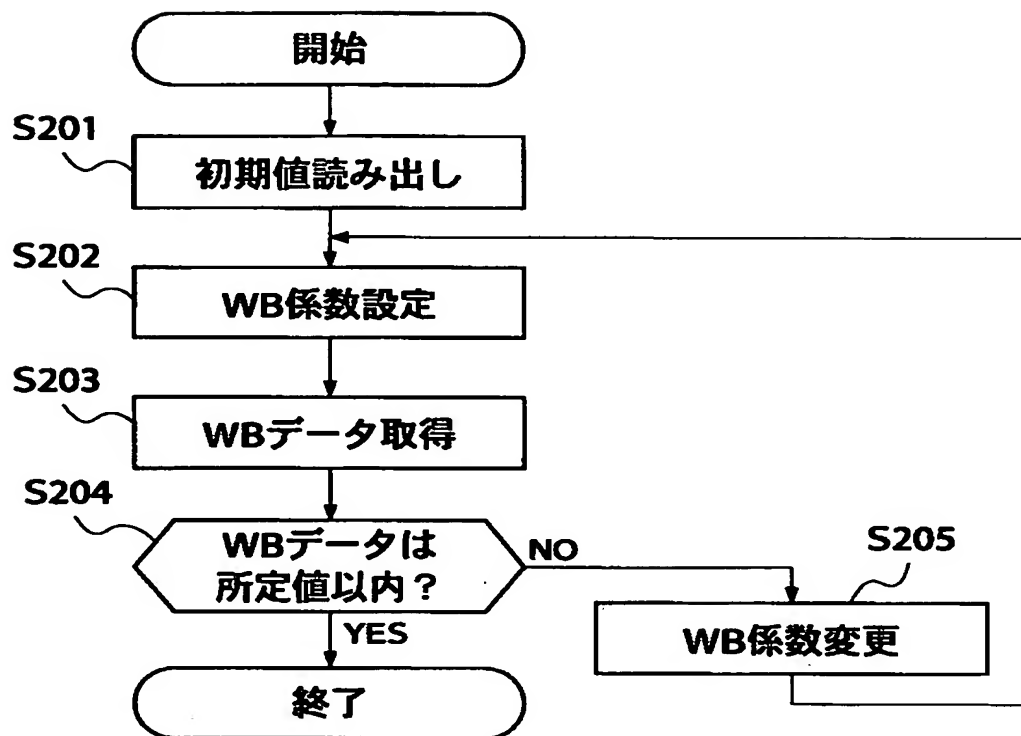 開始
S201
初期値読み出し
S202
WB係数設定
S203
WBデータ取得
S204
WBデータは
所定値以内?
NO
S205
WB係数変更
YES
終了